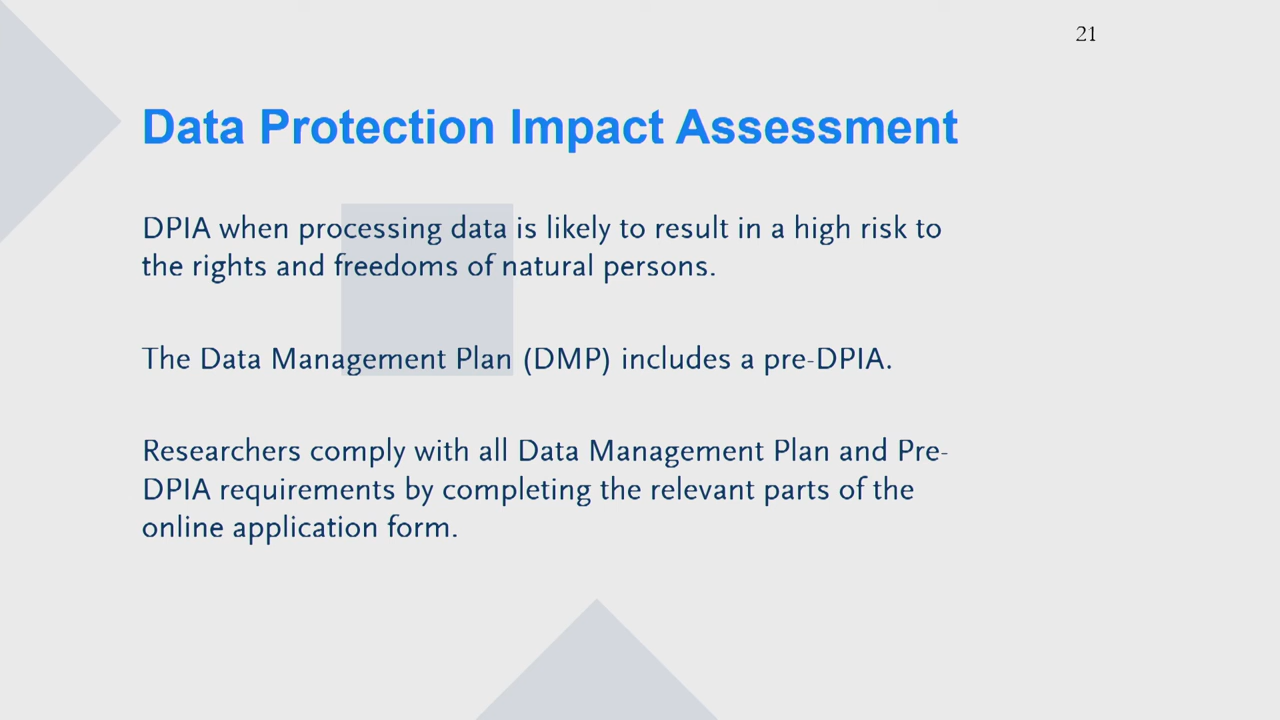 21
Data Protection Impact Assessment
DPIA when processing data is likely to result in a high risk to
the rights and freedoms of natural persons.
The Data Management Plan (DMP) includes a pre-DPIA.
Researchers comply with all Data Management Plan and Pre-
DPIA requirements by completing the relevant parts of the
online application form.